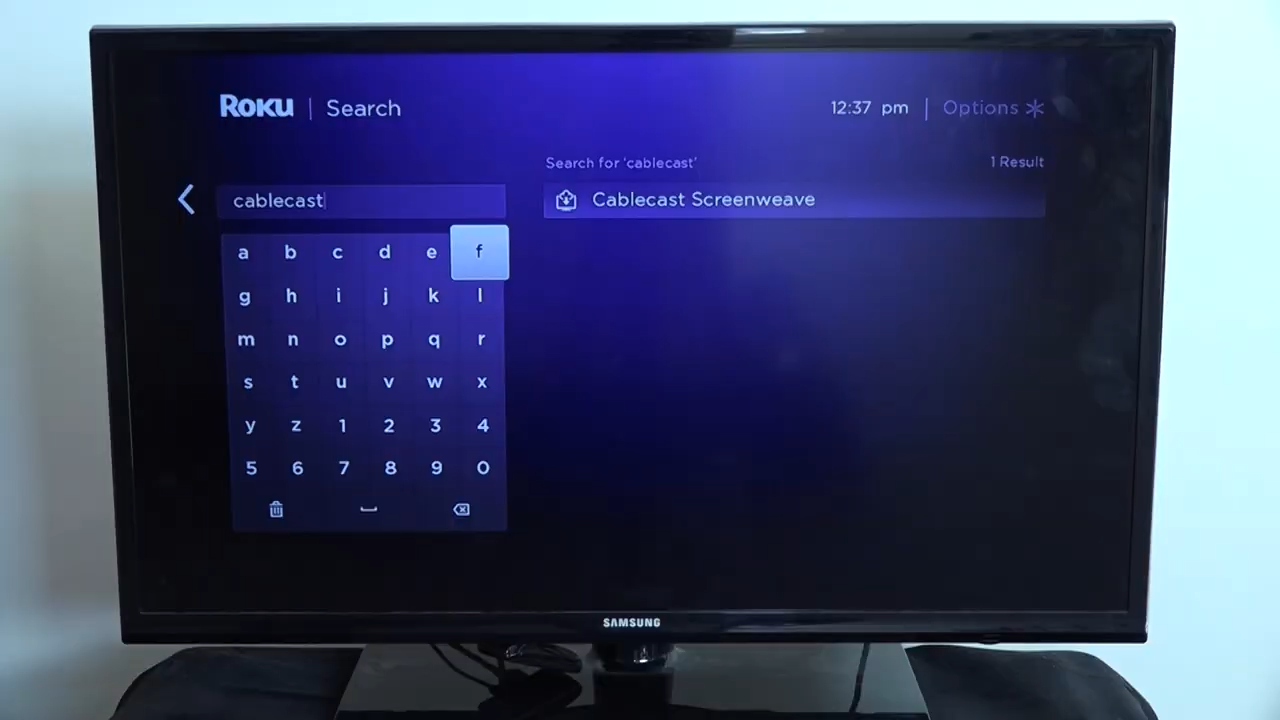 Roku | Search
12:37 pm | Options
Search for 'cablecast'
1 Result
cablecast
Cablecast Screenweave
a b c d e f
g h i j k l
m n o p q r
s t u v w x
y z 1 2 3 4
5 6 7 8 9 0
SAMSUNG